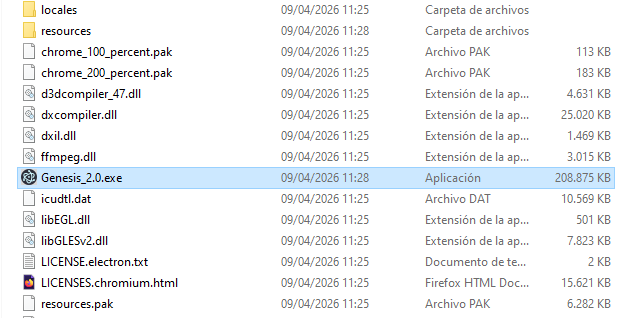 locales 09/04/2026 11:25 Carpeta de archivos
resources 09/04/2026 11:28 Carpeta de archivos
chrome_100_percent.pak 09/04/2026 11:25 Archivo PAK 113 KB
chrome_200_percent.pak 09/04/2026 11:25 Archivo PAK 183 KB
d3dcompiler_47.dll 09/04/2026 11:25 Extensión de la ap... 4.631 KB
dxcompiler.dll 09/04/2026 11:25 Extensión de la ap... 25.020 KB
dxil.dll 09/04/2026 11:25 Extensión de la ap... 1.469 KB
ffmpeg.dll 09/04/2026 11:25 Extensión de la ap... 3.015 KB
Genesis_2.0.exe 09/04/2026 11:28 Aplicación 208.875 KB
icudtl.dat 09/04/2026 11:25 Archivo DAT 10.569 KB
libEGL.dll 09/04/2026 11:25 Extensión de la ap... 501 KB
libGLESv2.dll 09/04/2026 11:25 Extensión de la ap... 7.823 KB
LICENSE.electron.txt 09/04/2026 11:25 Documento de te... 2 KB
LICENSES.chromium.html 09/04/2026 11:25 Firefox HTML Doc... 15.621 KB
resources.pak 09/04/2026 11:25 Archivo PAK 6.282 KB